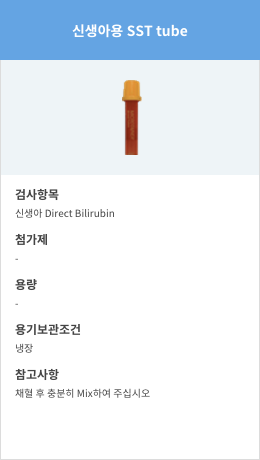 신생아용 SST tube
검사항목
신생아 Direct Bilirubin
첨가제
-
용량
-
용기보관조건
냉장
참고사항
채혈 후 충분히 Mix하여 주십시오